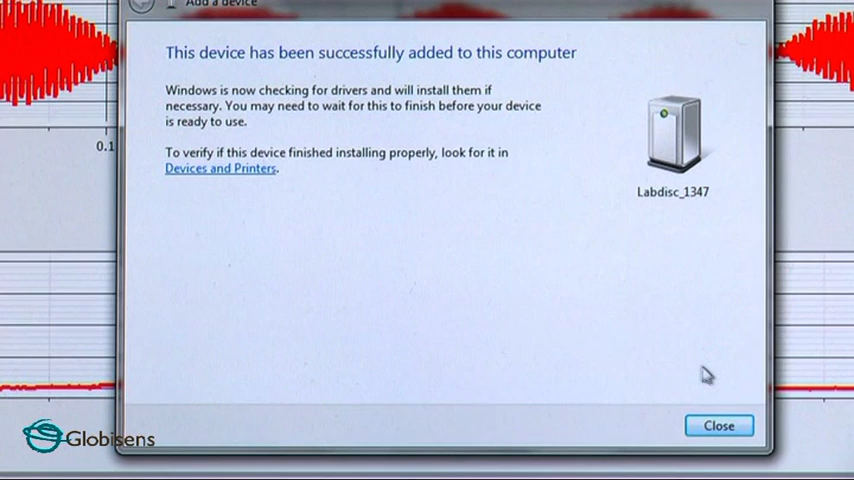 Add a device
This device has been successfully added to this computer
Windows is now checking for drivers and will install them if
necessary. You may need to wait for this to finish before your device
is ready to use.
To verify if this device finished installing properly, look for it in
Devices and Printers.
Labdisc_1347
0.1
Close
Globisens